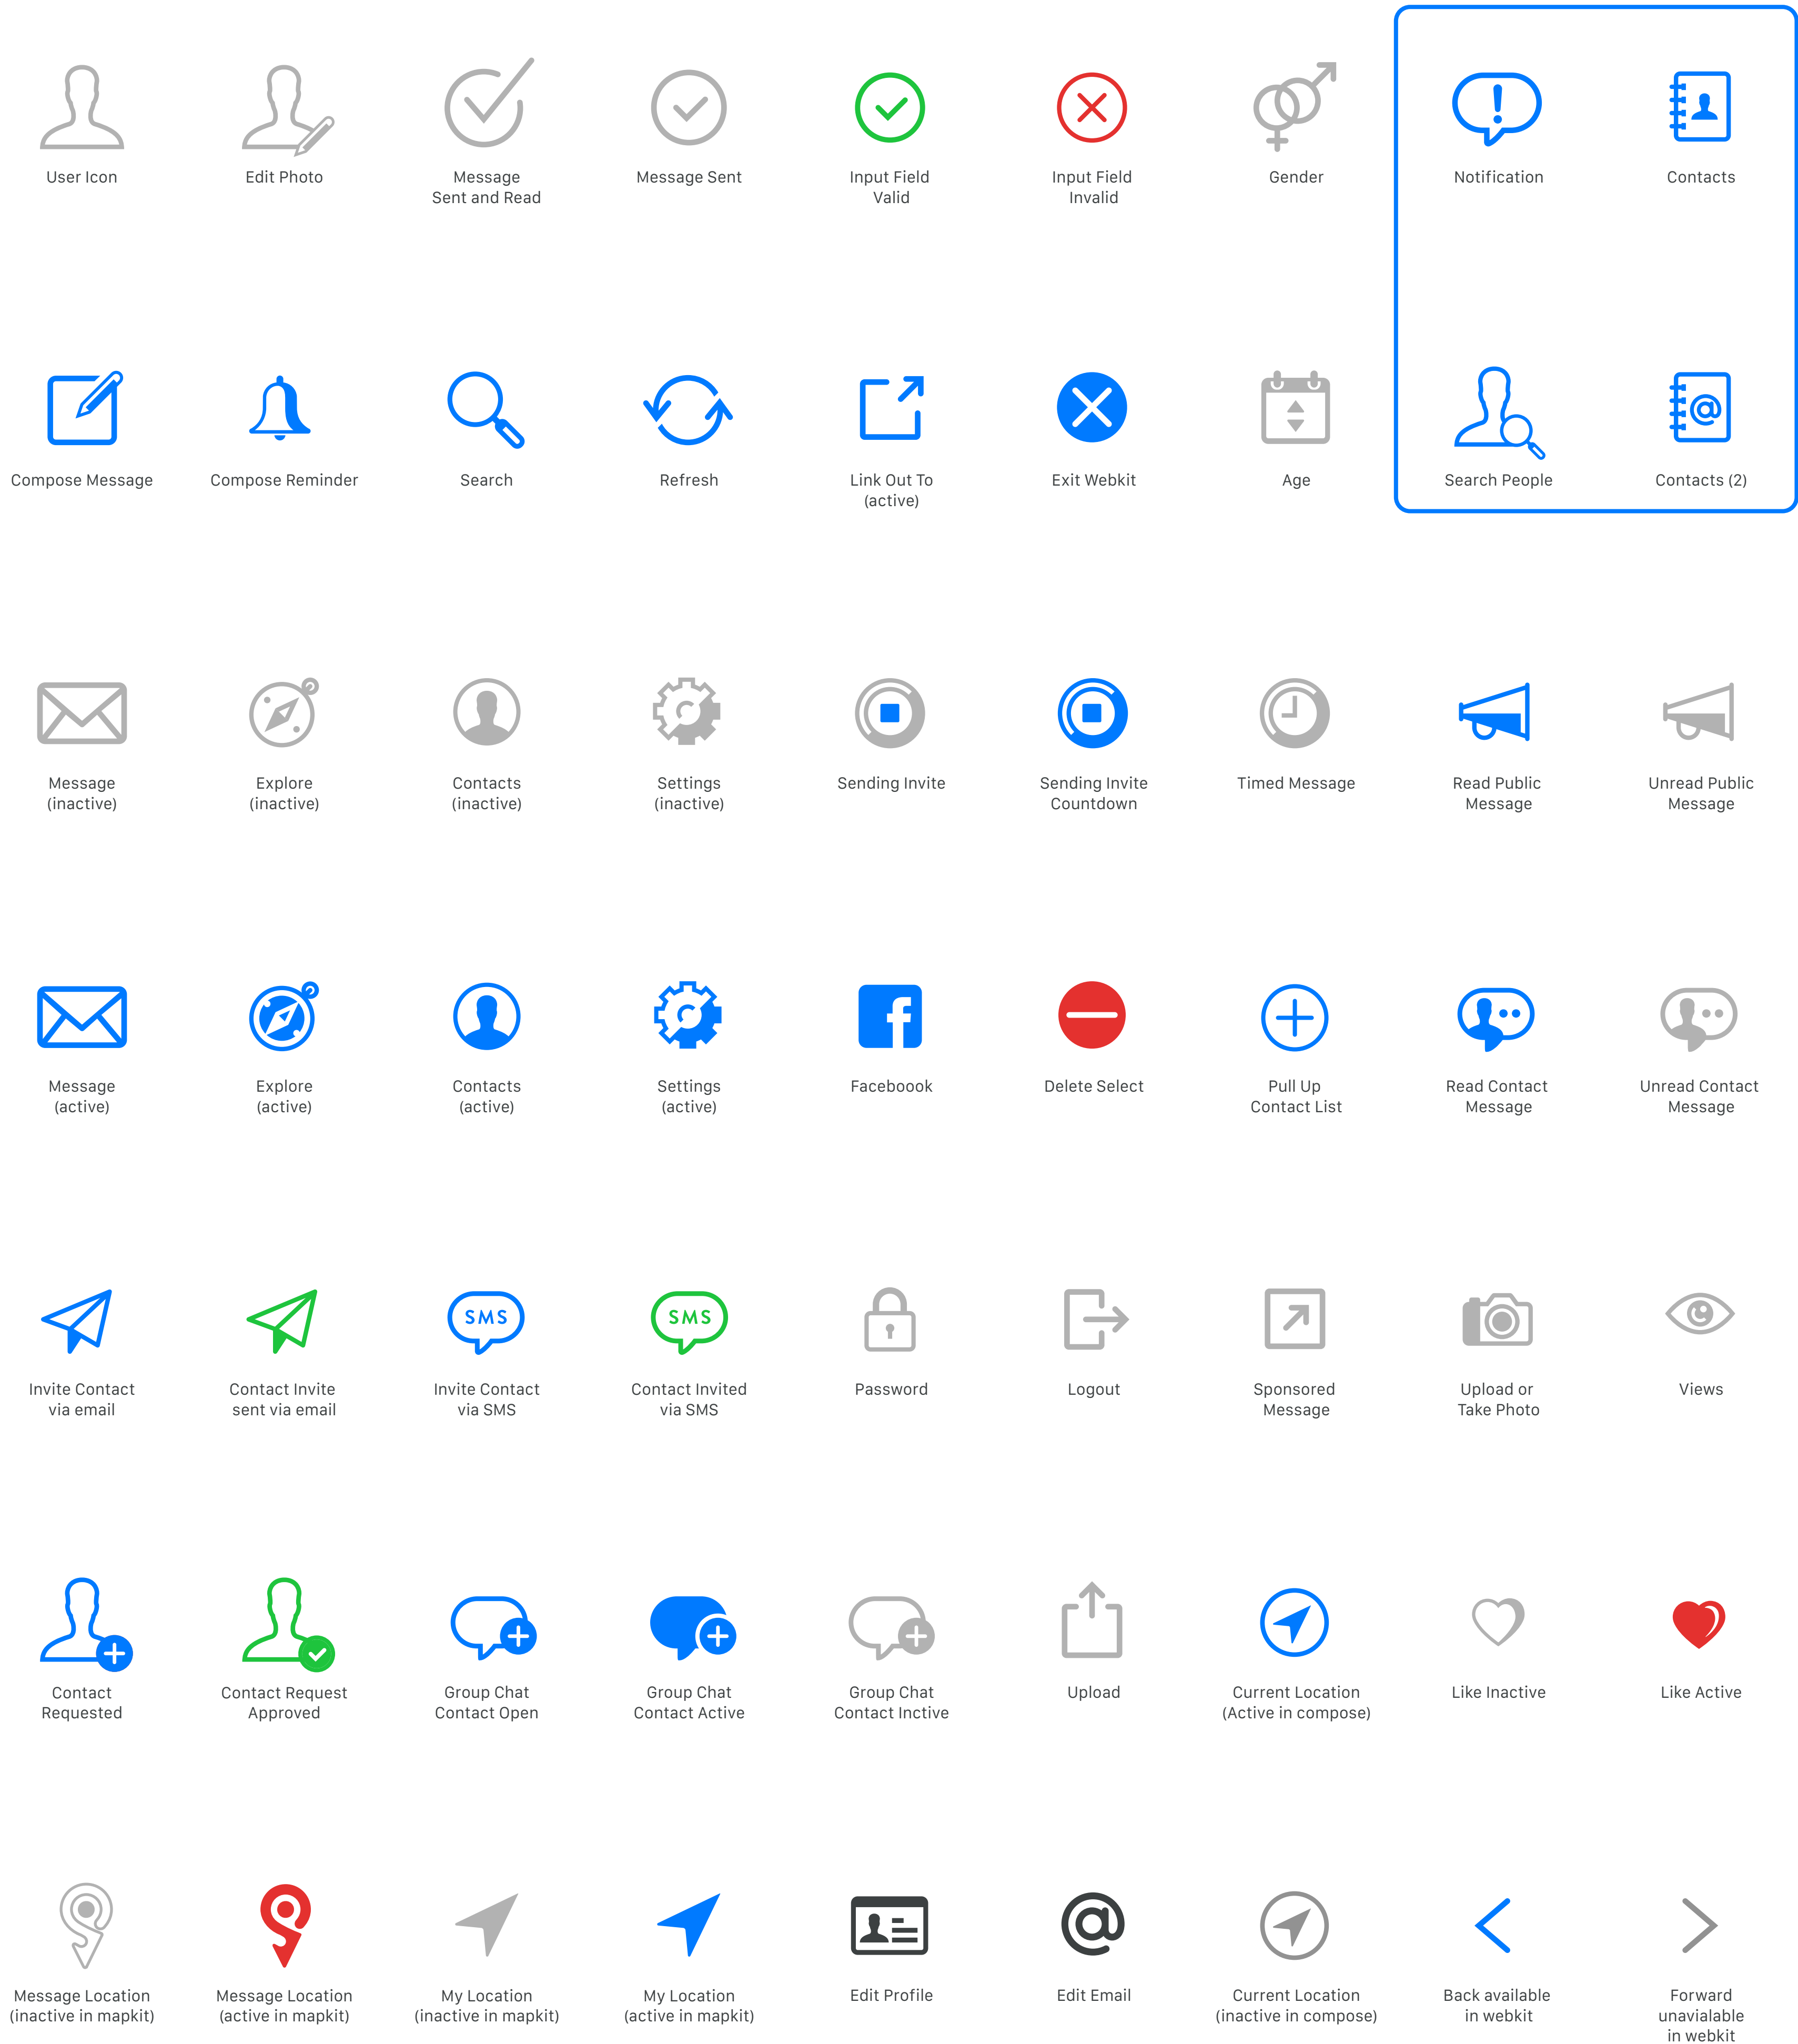 User Icon
Edit Photo
Message
Sent and Read
Message Sent
Input Field
Valid
Input Field
Invalid
Gender
Notification
Contacts
Compose Message
Compose Reminder
Search
Refresh
Link Out To
(active)
Exit Webkit
Age
Search People
Contacts (2)
Message
(inactive)
Explore
(inactive)
Contacts
(inactive)
Settings
(inactive)
Sending Invite
Sending Invite
Countdown
Timed Message
Read Public
Message
Unread Public
Message
Message
(active)
Explore
(active)
Contacts
(active)
Settings
(active)
f
Faceboook
Delete Select
Pull Up
Contact List
Read Contact
Message
Unread Contact
Message
Invite Contact
via email
Contact Invite
sent via email
SMS
Invite Contact
via SMS
SMS
Contact Invited
via SMS
Password
Logout
Sponsored
Message
Upload or
Take Photo
Views
Contact
Requested
Contact Request
Approved
Group Chat
Contact Open
Group Chat
Contact Active
Group Chat
Contact Inctive
Upload
Current Location
(Active in compose)
Like Inactive
Like Active
Message Location
(inactive in mapkit)
Message Location
(active in mapkit)
My Location
(inactive in mapkit)
My Location
(active in mapkit)
Edit Profile
@
Edit Email
Current Location
(inactive in compose)
Back available
in webkit
Forward
unavialable
in webkit